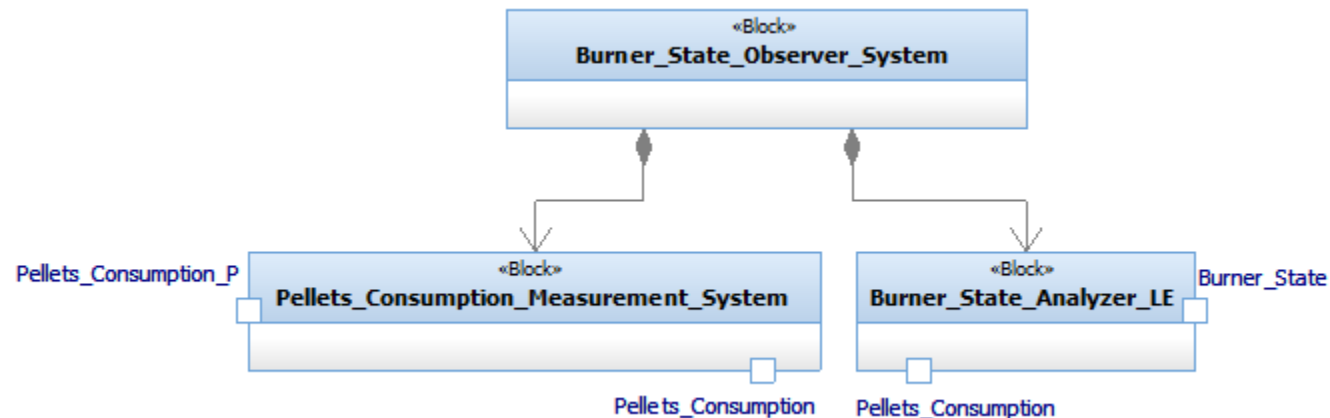 «Block»
Burner_State_Observer_System
Pellets_Consumption_P
«Block»
Pellets_Consumption_Measurement_System
«Block»
Burner_State_Analyzer_LE
Burner_State
Pellets_Consumption
Pellets_Consumption